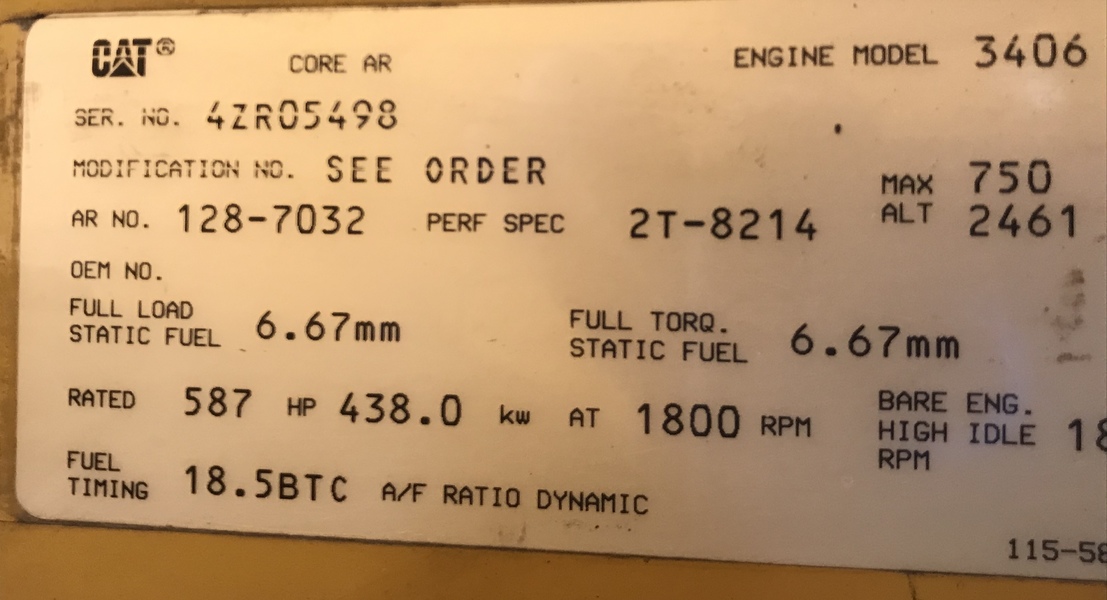 CAT® CORE AR ENGINE MODEL 3406
SER. NO. 4ZR05498
MODIFICATION NO. SEE ORDER MAX 750
AR NO. 128-7032 PERF SPEC 2T-8214 ALT 2461
OEM NO.
FULL LOAD
STATIC FUEL 6.67mm
FULL TORQ.
STATIC FUEL 6.67mm
RATED 587 HP 438.0 kw AT 1800 RPM
BARE ENG.
HIGH IDLE
RPM
FUEL
TIMING 18.5BTC A/F RATIO DYNAMIC